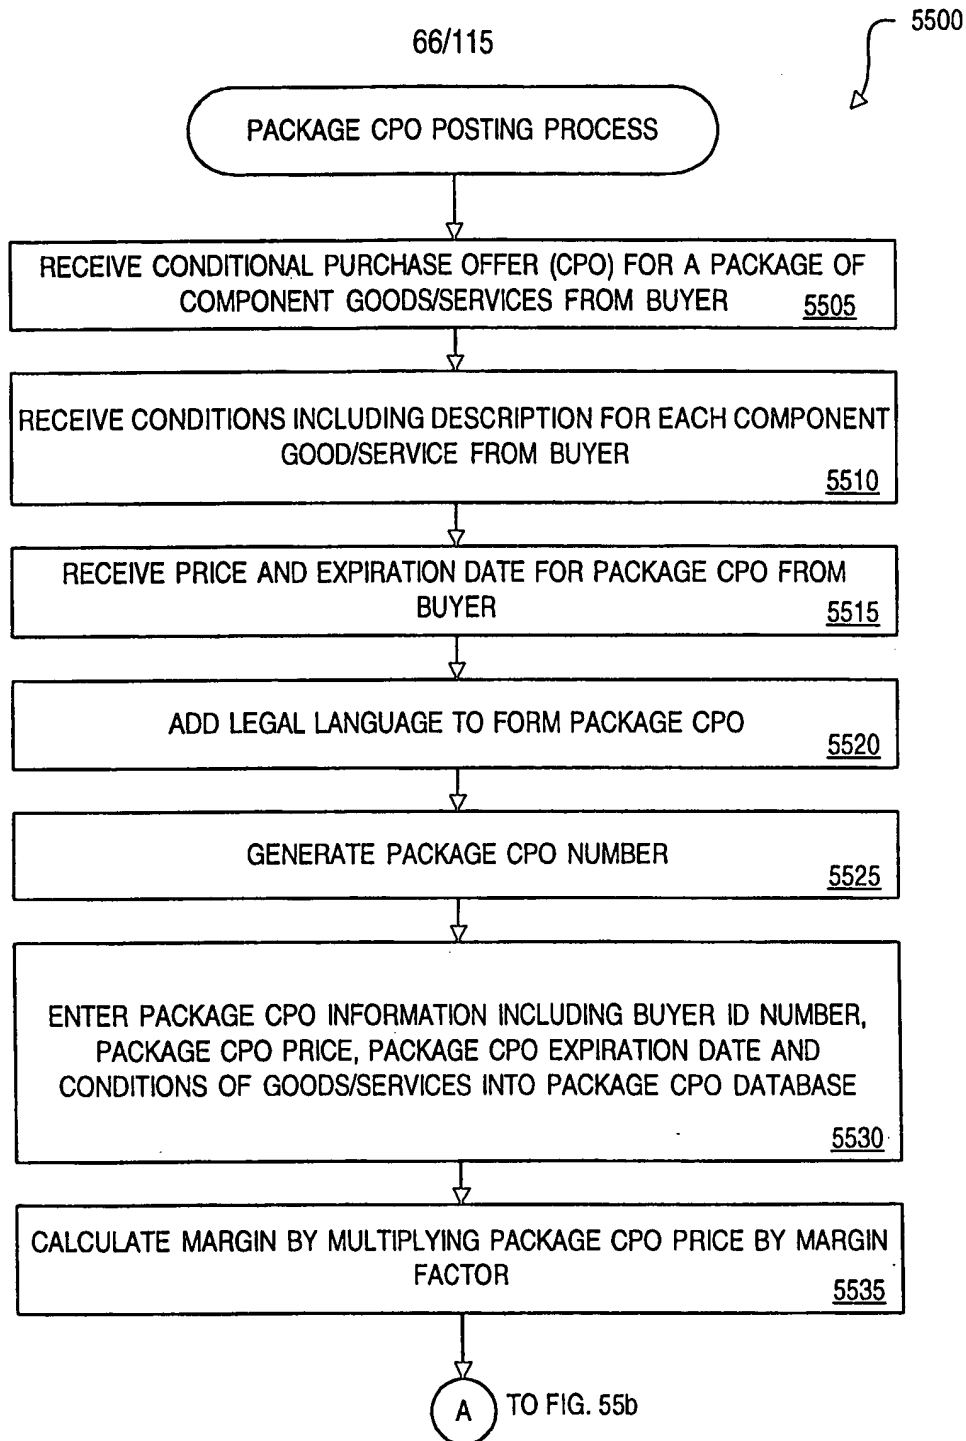 5500
66/115
PACKAGE CPO POSTING PROCESS
RECEIVE CONDITIONAL PURCHASE OFFER (CPO) FOR A PACKAGE OF
COMPONENT GOODS/SERVICES FROM BUYER
5505
RECEIVE CONDITIONS INCLUDING DESCRIPTION FOR EACH COMPONENT
GOOD/SERVICE FROM BUYER
5510
RECEIVE PRICE AND EXPIRATION DATE FOR PACKAGE CPO FROM
BUYER
5515
ADD LEGAL LANGUAGE TO FORM PACKAGE CPO
5520
GENERATE PACKAGE CPO NUMBER
5525
ENTER PACKAGE CPO INFORMATION INCLUDING BUYER ID NUMBER,
PACKAGE CPO PRICE, PACKAGE CPO EXPIRATION DATE AND
CONDITIONS OF GOODS/SERVICES INTO PACKAGE CPO DATABASE
5530
CALCULATE MARGIN BY MULTIPLYING PACKAGE CPO PRICE BY MARGIN
FACTOR
5535
A TO FIG. 55b